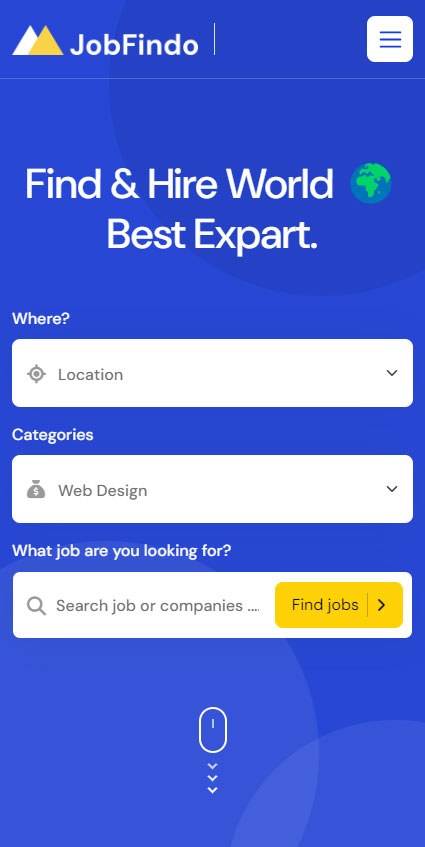 JobFindo
Find & Hire World
Best Expart.
Where?
Location
Categories
Web Design
What job are you looking for?
Search job or companies ....
Find jobs